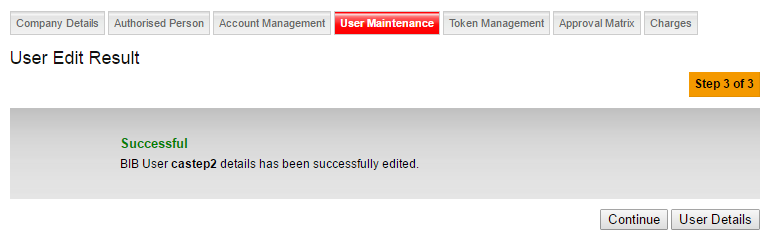 Company Details Authorised Person Account Management User Maintenance Token Management Approval Matrix Charges
User Edit Result
Step 3 of 3
Successful
BIB User castep2 details has been successfully edited.
Continue User Details